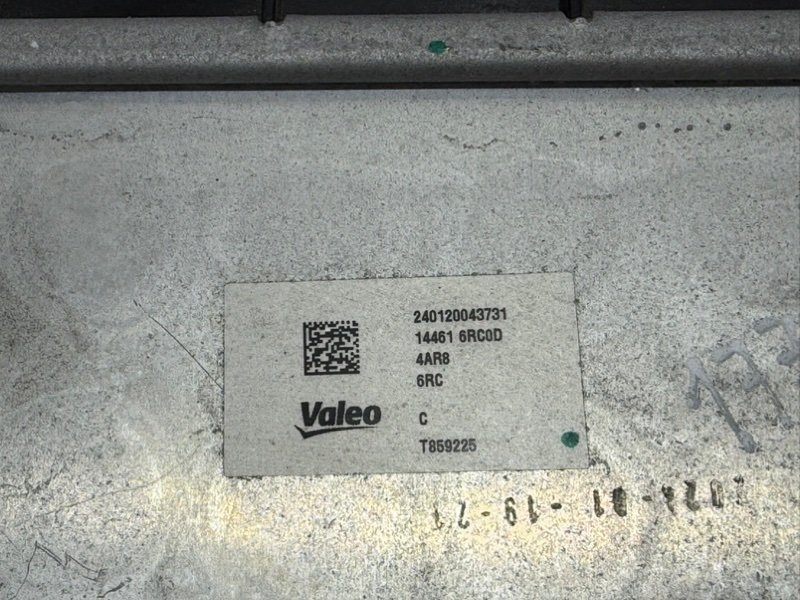 240120043731
14461 6RC0D
4AR8
6RC
Valeo
C
T859225
2024-01-19-21